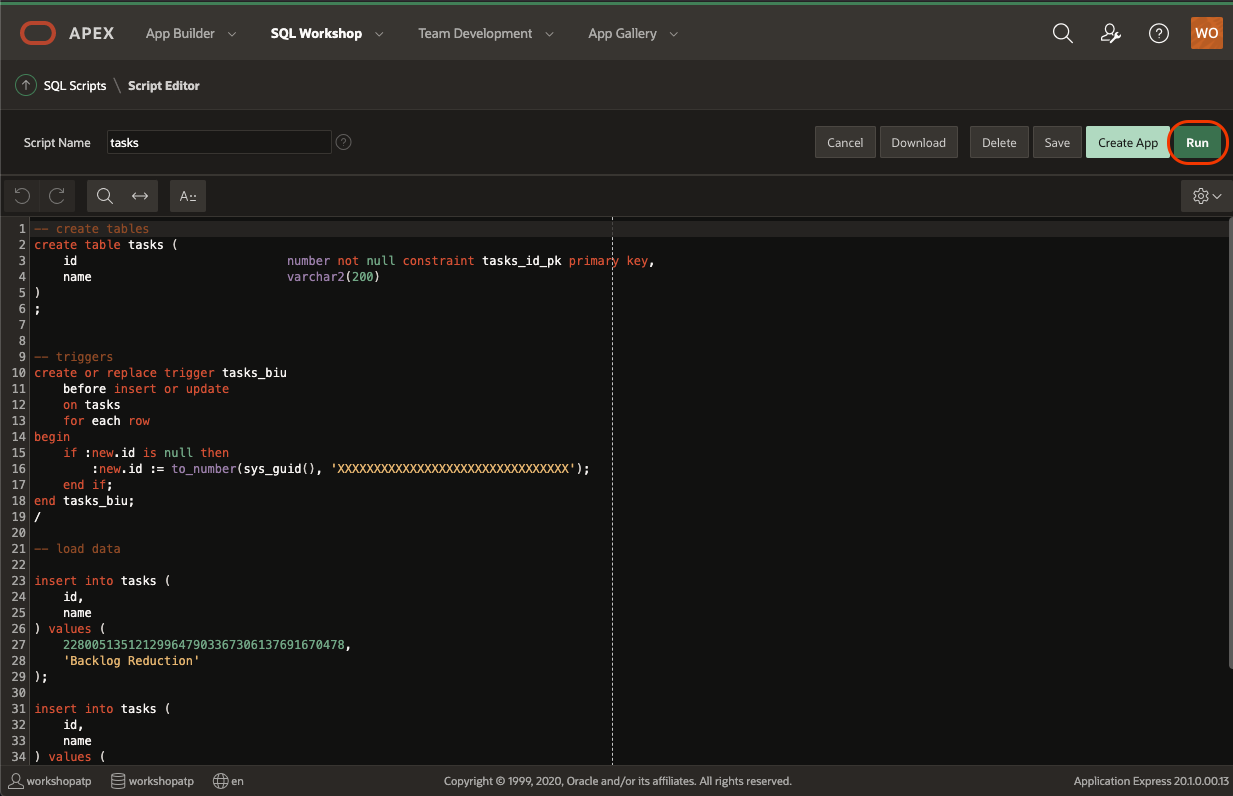 APEX App Builder SQL Workshop Team Development App Gallery WO
SQL Scripts \ Script Editor
Script Name tasks Cancel Download Delete Save Create App Run
A::
1 -- create tables
2 create table tasks (
3 id number not null constraint tasks_id_pk primary key,
4 name varchar2(200)
5 )
6 ;
7
8
9 -- triggers
10 create or replace trigger tasks_biu
11 before insert or update
12 on tasks
13 for each row
14 begin
15 if :new.id is null then
16 :new.id := to_number(sys_guid(), 'XXXXXXXXXXXXXXXXXXXXXXXXXXXXXXXX');
17 end if;
18 end tasks_biu;
19 /
20
21 -- load data
22
23 insert into tasks (
24 id,
25 name
26 ) values (
27 228005135121299647903367306137691670478,
28 'Backlog Reduction'
29 );
30
31 insert into tasks (
32 id,
33 name
34 ) values (
workshopatp workshopatp en Copyright © 1999, 2020, Oracle and/or its affiliates. All rights reserved. Application Express 20.1.0.00.13